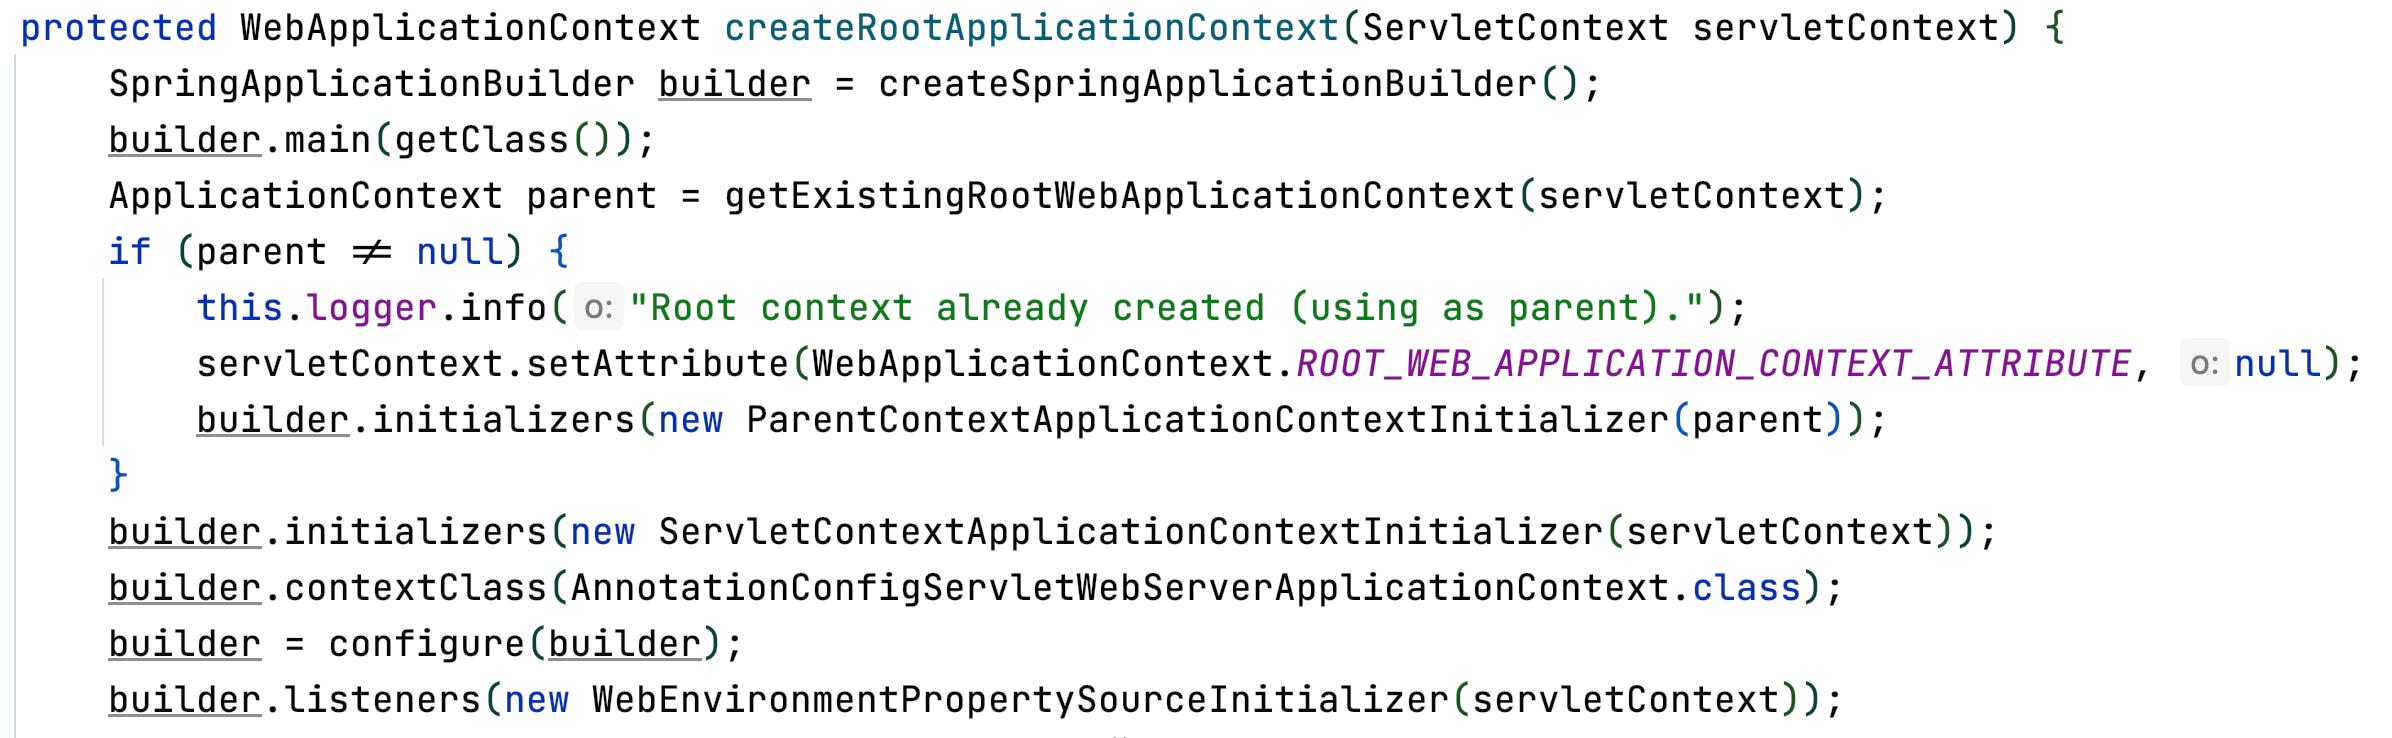 protected WebApplicationContext createRootApplicationContext(ServletContext servletContext) {
    SpringApplicationBuilder builder = createSpringApplicationBuilder();
    builder.main(getClass());
    ApplicationContext parent = getExistingRootWebApplicationContext(servletContext);
    if (parent ≠ null) {
        this.logger.info( o: "Root context already created (using as parent).");
        servletContext.setAttribute(WebApplicationContext.ROOT_WEB_APPLICATION_CONTEXT_ATTRIBUTE, o: null);
        builder.initializers(new ParentContextApplicationContextInitializer(parent));
    }
    builder.initializers(new ServletContextApplicationContextInitializer(servletContext));
    builder.contextClass(AnnotationConfigServletWebServerApplicationContext.class);
    builder = configure(builder);
    builder.listeners(new WebEnvironmentPropertySourceInitializer(servletContext));